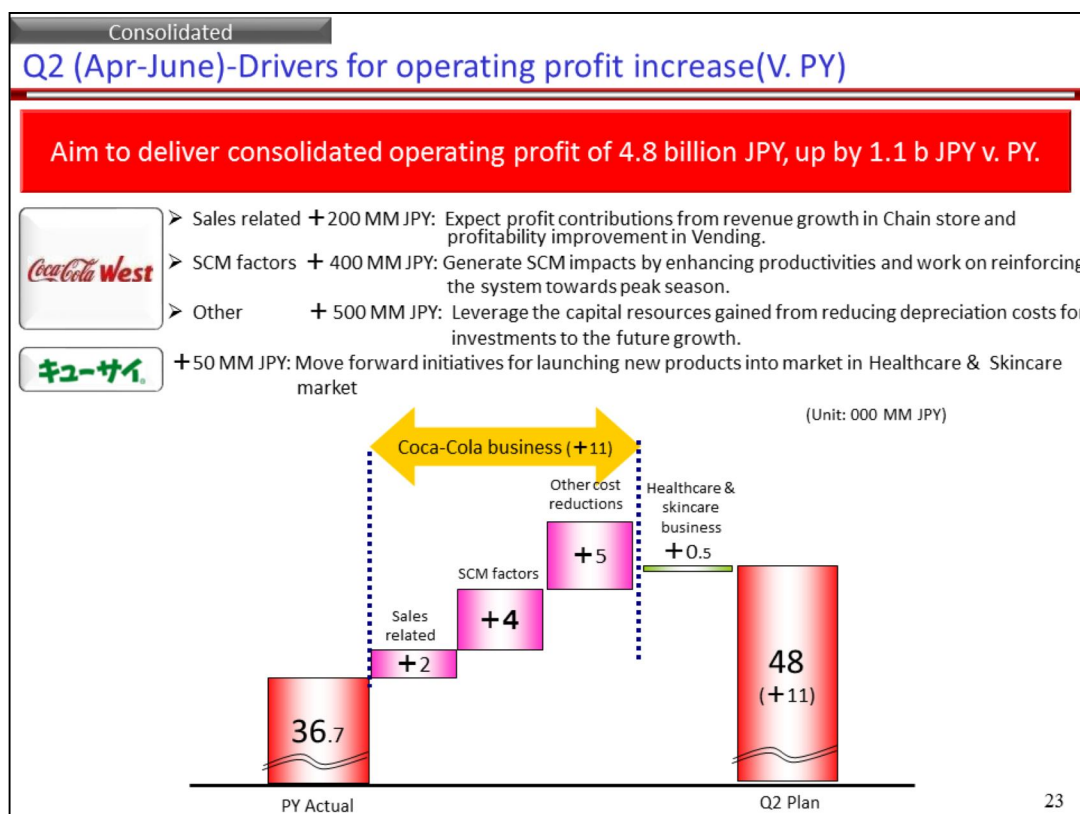 Consolidated
Q2 (Apr-June)-Drivers for operating profit increase(V. PY)
Aim to deliver consolidated operating profit of 4.8 billion JPY, up by 1.1 b JPY v. PY.
Coca-Cola West
➢ Sales related +200 MM JPY: Expect profit contributions from revenue growth in Chain store and
profitability improvement in Vending.
➢ SCM factors +400 MM JPY: Generate SCM impacts by enhancing productivities and work on reinforcing
the system towards peak season.
➢ Other +500 MM JPY: Leverage the capital resources gained from reducing depreciation costs for
investments to the future growth.
キューサイ®
+50 MM JPY: Move forward initiatives for launching new products into market in Healthcare & Skincare
market
(Unit: 000 MM JPY)
Coca-Cola business (+11)
Other cost
reductions
+5
Healthcare &
skincare
business
+0.5
SCM factors
+4
Sales
related
+2
36.7
48
(+11)
PY Actual
Q2 Plan
23